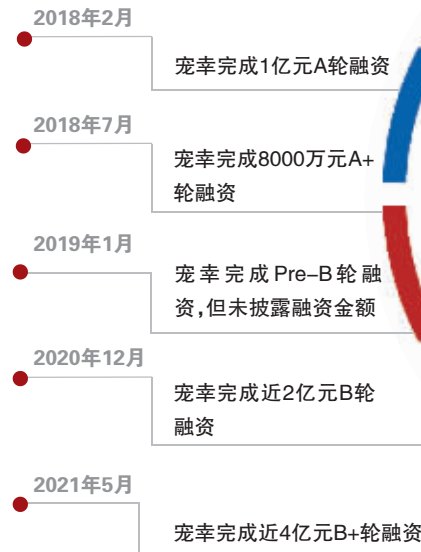 2018年2月
宠幸完成1亿元A轮融资
2018年7月
宠幸完成8000万元A+
轮融资
2019年1月
宠幸完成Pre-B轮融
资,但未披露融资金额
2020年12月
宠幸完成近2亿元B轮
融资
2021年5月
宠幸完成近4亿元B+轮融资